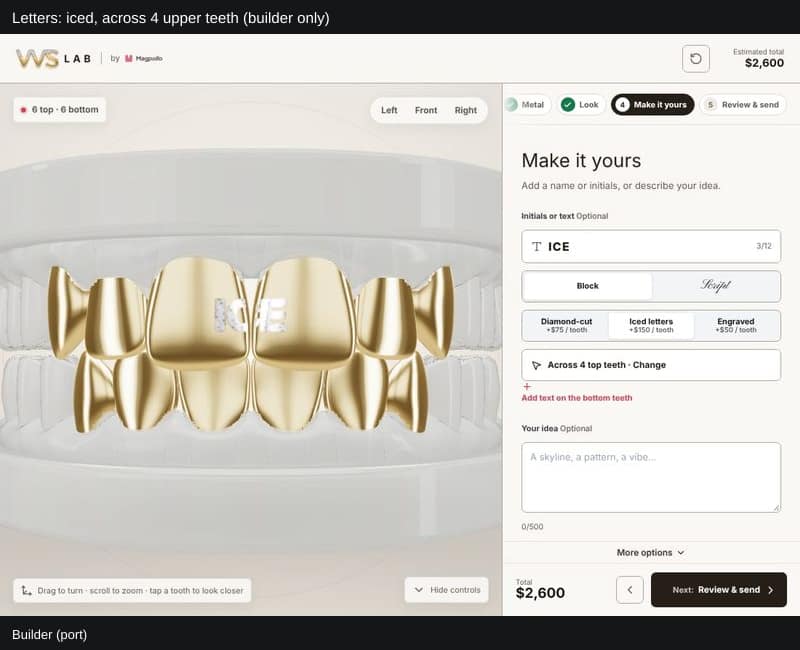 Letters: iced, across 4 upper teeth (builder only)
VVS LAB by Magpullo
Estimated total
$2,600
6 top · 6 bottom
Left Front Right
Metal Look 4 Make it yours 5 Review & send
Make it yours
Add a name or initials, or describe your idea.
Initials or text Optional
T ICE 3/12
Block Script
Diamond-cut Iced letters Engraved
+$75 / tooth +$150 / tooth +$50 / tooth
Across 4 top teeth · Change
+
Add text on the bottom teeth
ICE
Your idea Optional
A skyline, a pattern, a vibe...
0/500
More options
Drag to turn · scroll to zoom · tap a tooth to look closer
Hide controls
Total
$2,600
Next: Review & send
Builder (port)